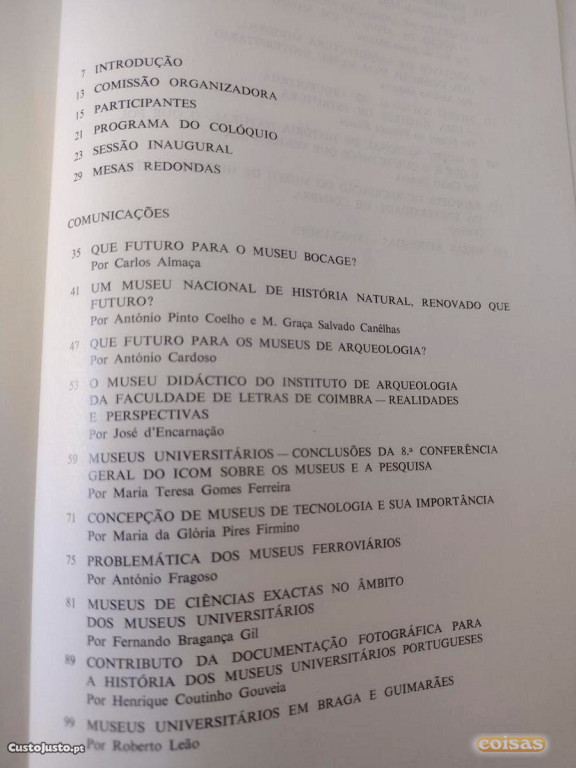 7 INTRODUÇÃO
13 COMISSÃO ORGANIZADORA
15 PARTICIPANTES
21 PROGRAMA DO COLÓQUIO
23 SESSÃO INAUGURAL
29 MESAS REDONDAS
COMUNICAÇÕES
35 QUE FUTURO PARA O MUSEU BOCAGE?
Por Carlos Almaça
41 UM MUSEU NACIONAL DE HISTÓRIA NATURAL, RENOVADO QUE
FUTURO?
Por António Pinto Coelho e M. Graça Salvado Canêlhas
47 QUE FUTURO PARA OS MUSEUS DE ARQUEOLOGIA?
Por António Cardoso
53 O MUSEU DIDÁCTICO DO INSTITUTO DE ARQUEOLOGIA
DA FACULDADE DE LETRAS DE COIMBRA — REALIDADES
E PERSPECTIVAS
Por José d'Encarnação
59 MUSEUS UNIVERSITÁRIOS — CONCLUSÕES DA 8.ª CONFERÊNCIA
GERAL DO ICOM SOBRE OS MUSEUS E A PESQUISA
Por Maria Teresa Gomes Ferreira
71 CONCEPÇÃO DE MUSEUS DE TECNOLOGIA E SUA IMPORTÂNCIA
Por Maria da Glória Pires Firmino
75 PROBLEMÁTICA DOS MUSEUS FERROVIÁRIOS
Por António Fragoso
81 MUSEUS DE CIÊNCIAS EXACTAS NO ÂMBITO
DOS MUSEUS UNIVERSITÁRIOS
Por Fernando Bragança Gil
89 CONTRIBUTO DA DOCUMENTAÇÃO FOTOGRÁFICA PARA
A HISTÓRIA DOS MUSEUS UNIVERSITÁRIOS PORTUGUESES
Por Henrique Coutinho Gouveia
99 MUSEUS UNIVERSITÁRIOS EM BRAGA E GUIMARÃES
Por Roberto Leão
CustoJusto.pt
coisas